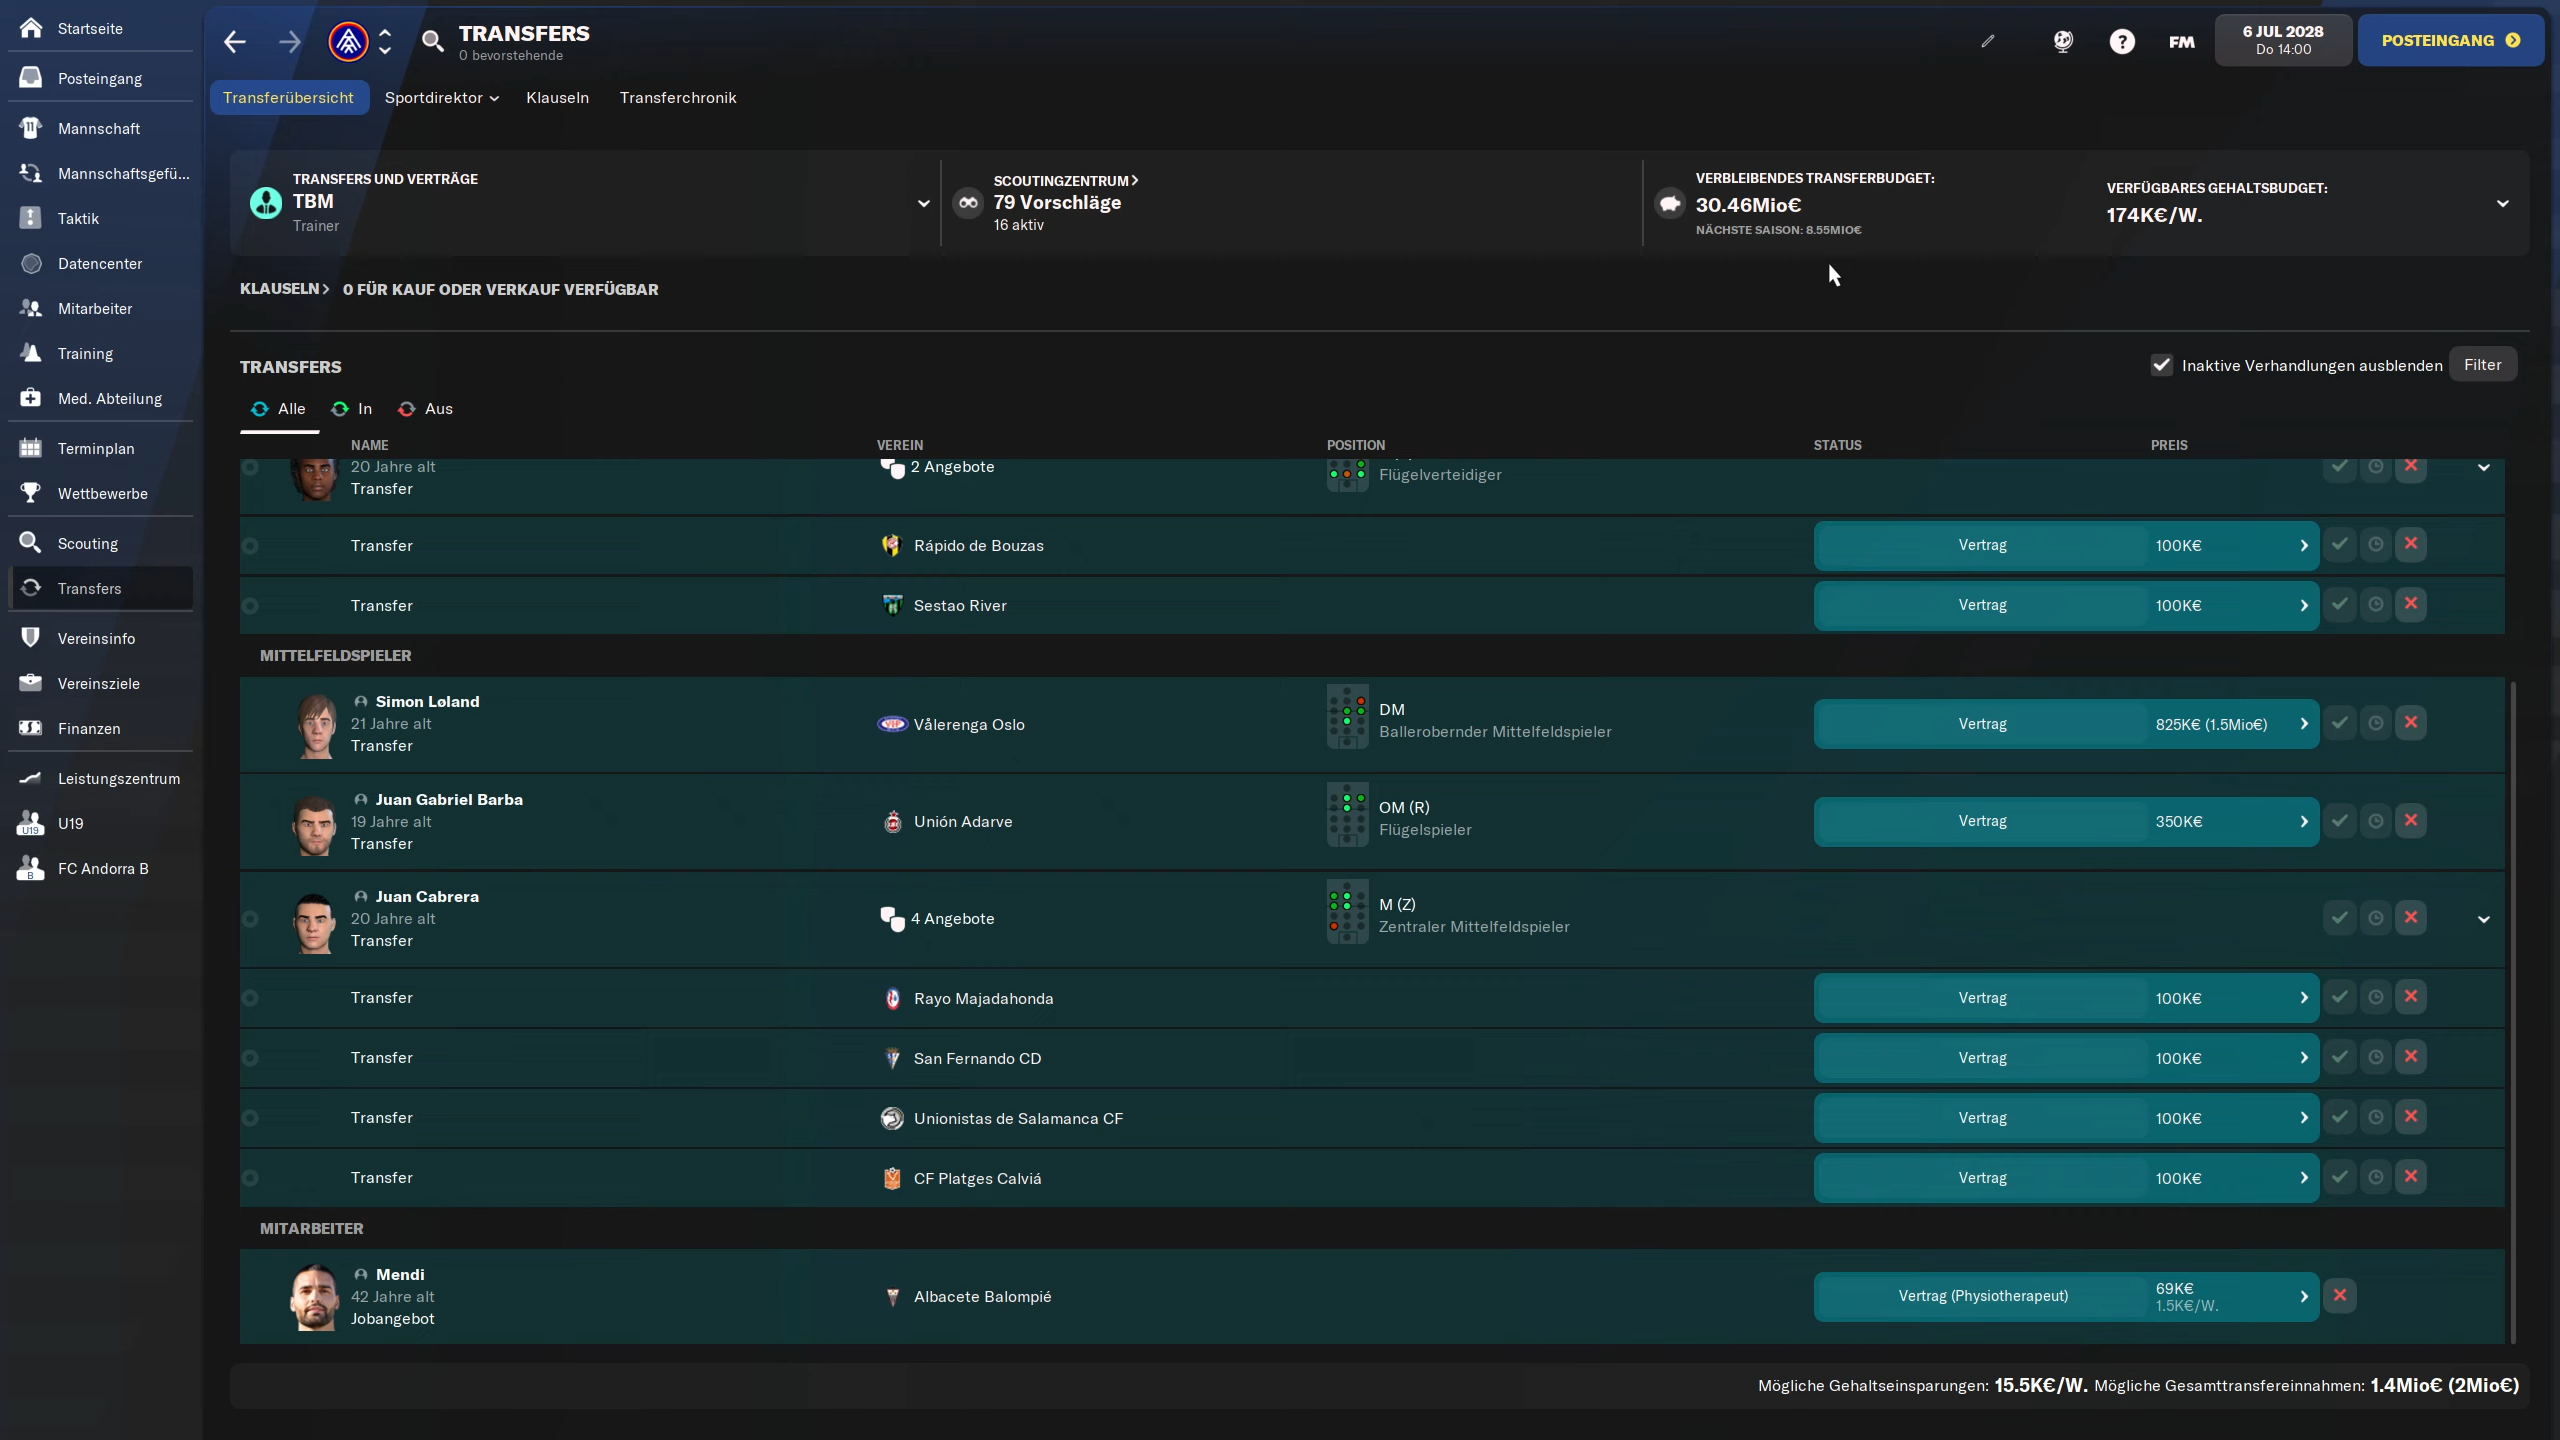 Startseite
Posteingang
Mannschaft
Mannschaftsgefü...
Taktik
Datencenter
Mitarbeiter
Training
Med. Abteilung
Terminplan
Wettbewerbe
Scouting
Transfers
Vereinsinfo
Vereinsziele
Finanzen
Leistungszentrum
U19 U19
B FC Andorra B
TRANSFERS
0 bevorstehende
? FM
6 JUL 2028
Do 14:00
POSTEINGANG
Transferübersicht Sportdirektor Klauseln Transferchronik
TRANSFERS UND VERTRÄGE
TBM
Trainer
SCOUTINGZENTRUM
79 Vorschläge
16 aktiv
VERBLEIBENDES TRANSFERBUDGET:
30.46Mio€
NÄCHSTE SAISON: 8.55MIO€
VERFÜGBARES GEHALTSBUDGET:
174K€/W.
KLAUSELN 0 FÜR KAUF ODER VERKAUF VERFÜGBAR
TRANSFERS
Inaktive Verhandlungen ausblenden Filter
Alle In Aus
NAME VEREIN POSITION STATUS PREIS
20 Jahre alt
Transfer
2 Angebote
Flügelverteidiger
Transfer Rápido de Bouzas Vertrag 100K€
Transfer Sestao River Vertrag 100K€
MITTELFELDSPIELER
Simon Løland
21 Jahre alt
Transfer
Vålerenga Oslo
DM
Ballerobernder Mittelfeldspieler
Vertrag 825K€ (1.5Mio€)
Juan Gabriel Barba
19 Jahre alt
Transfer
Unión Adarve
OM (R)
Flügelspieler
Vertrag 350K€
Juan Cabrera
20 Jahre alt
Transfer
4 Angebote
M (Z)
Zentraler Mittelfeldspieler
Transfer Rayo Majadahonda Vertrag 100K€
Transfer San Fernando CD Vertrag 100K€
Transfer Unionistas de Salamanca CF Vertrag 100K€
Transfer CF Platges Calviá Vertrag 100K€
MITARBEITER
Mendi
42 Jahre alt
Jobangebot
Albacete Balompié
Vertrag (Physiotherapeut)
69K€
1.5K€/W.
Mögliche Gehaltseinsparungen: 15.5K€/W. Mögliche Gesamttransfereinnahmen: 1.4Mio€ (2Mio€)